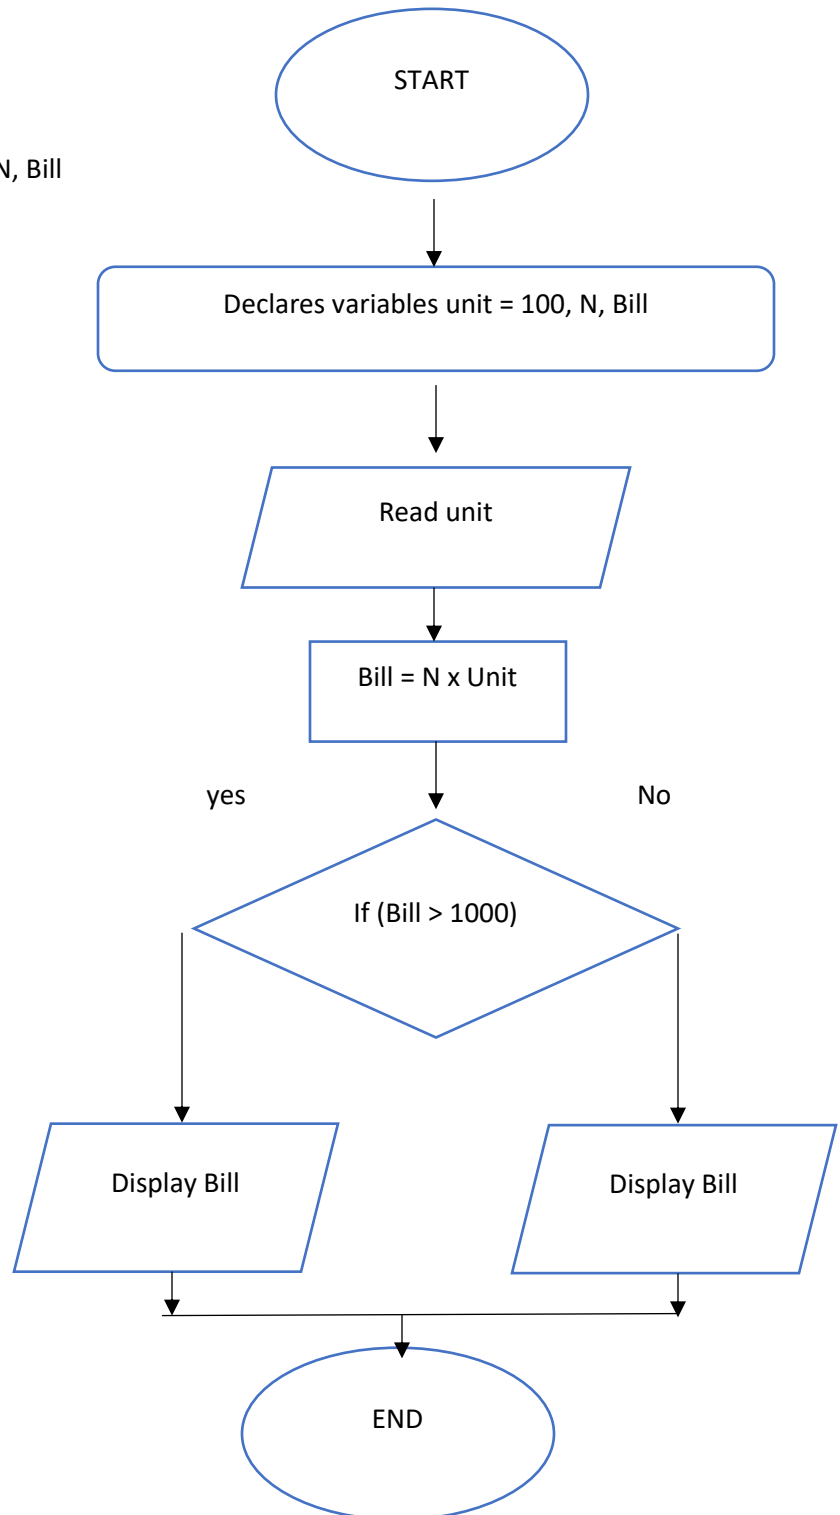 START
N, Bill
Declares variables unit = 100, N, Bill
Read unit
Bill = N x Unit
yes
No
If (Bill > 1000)
Display Bill
Display Bill
END